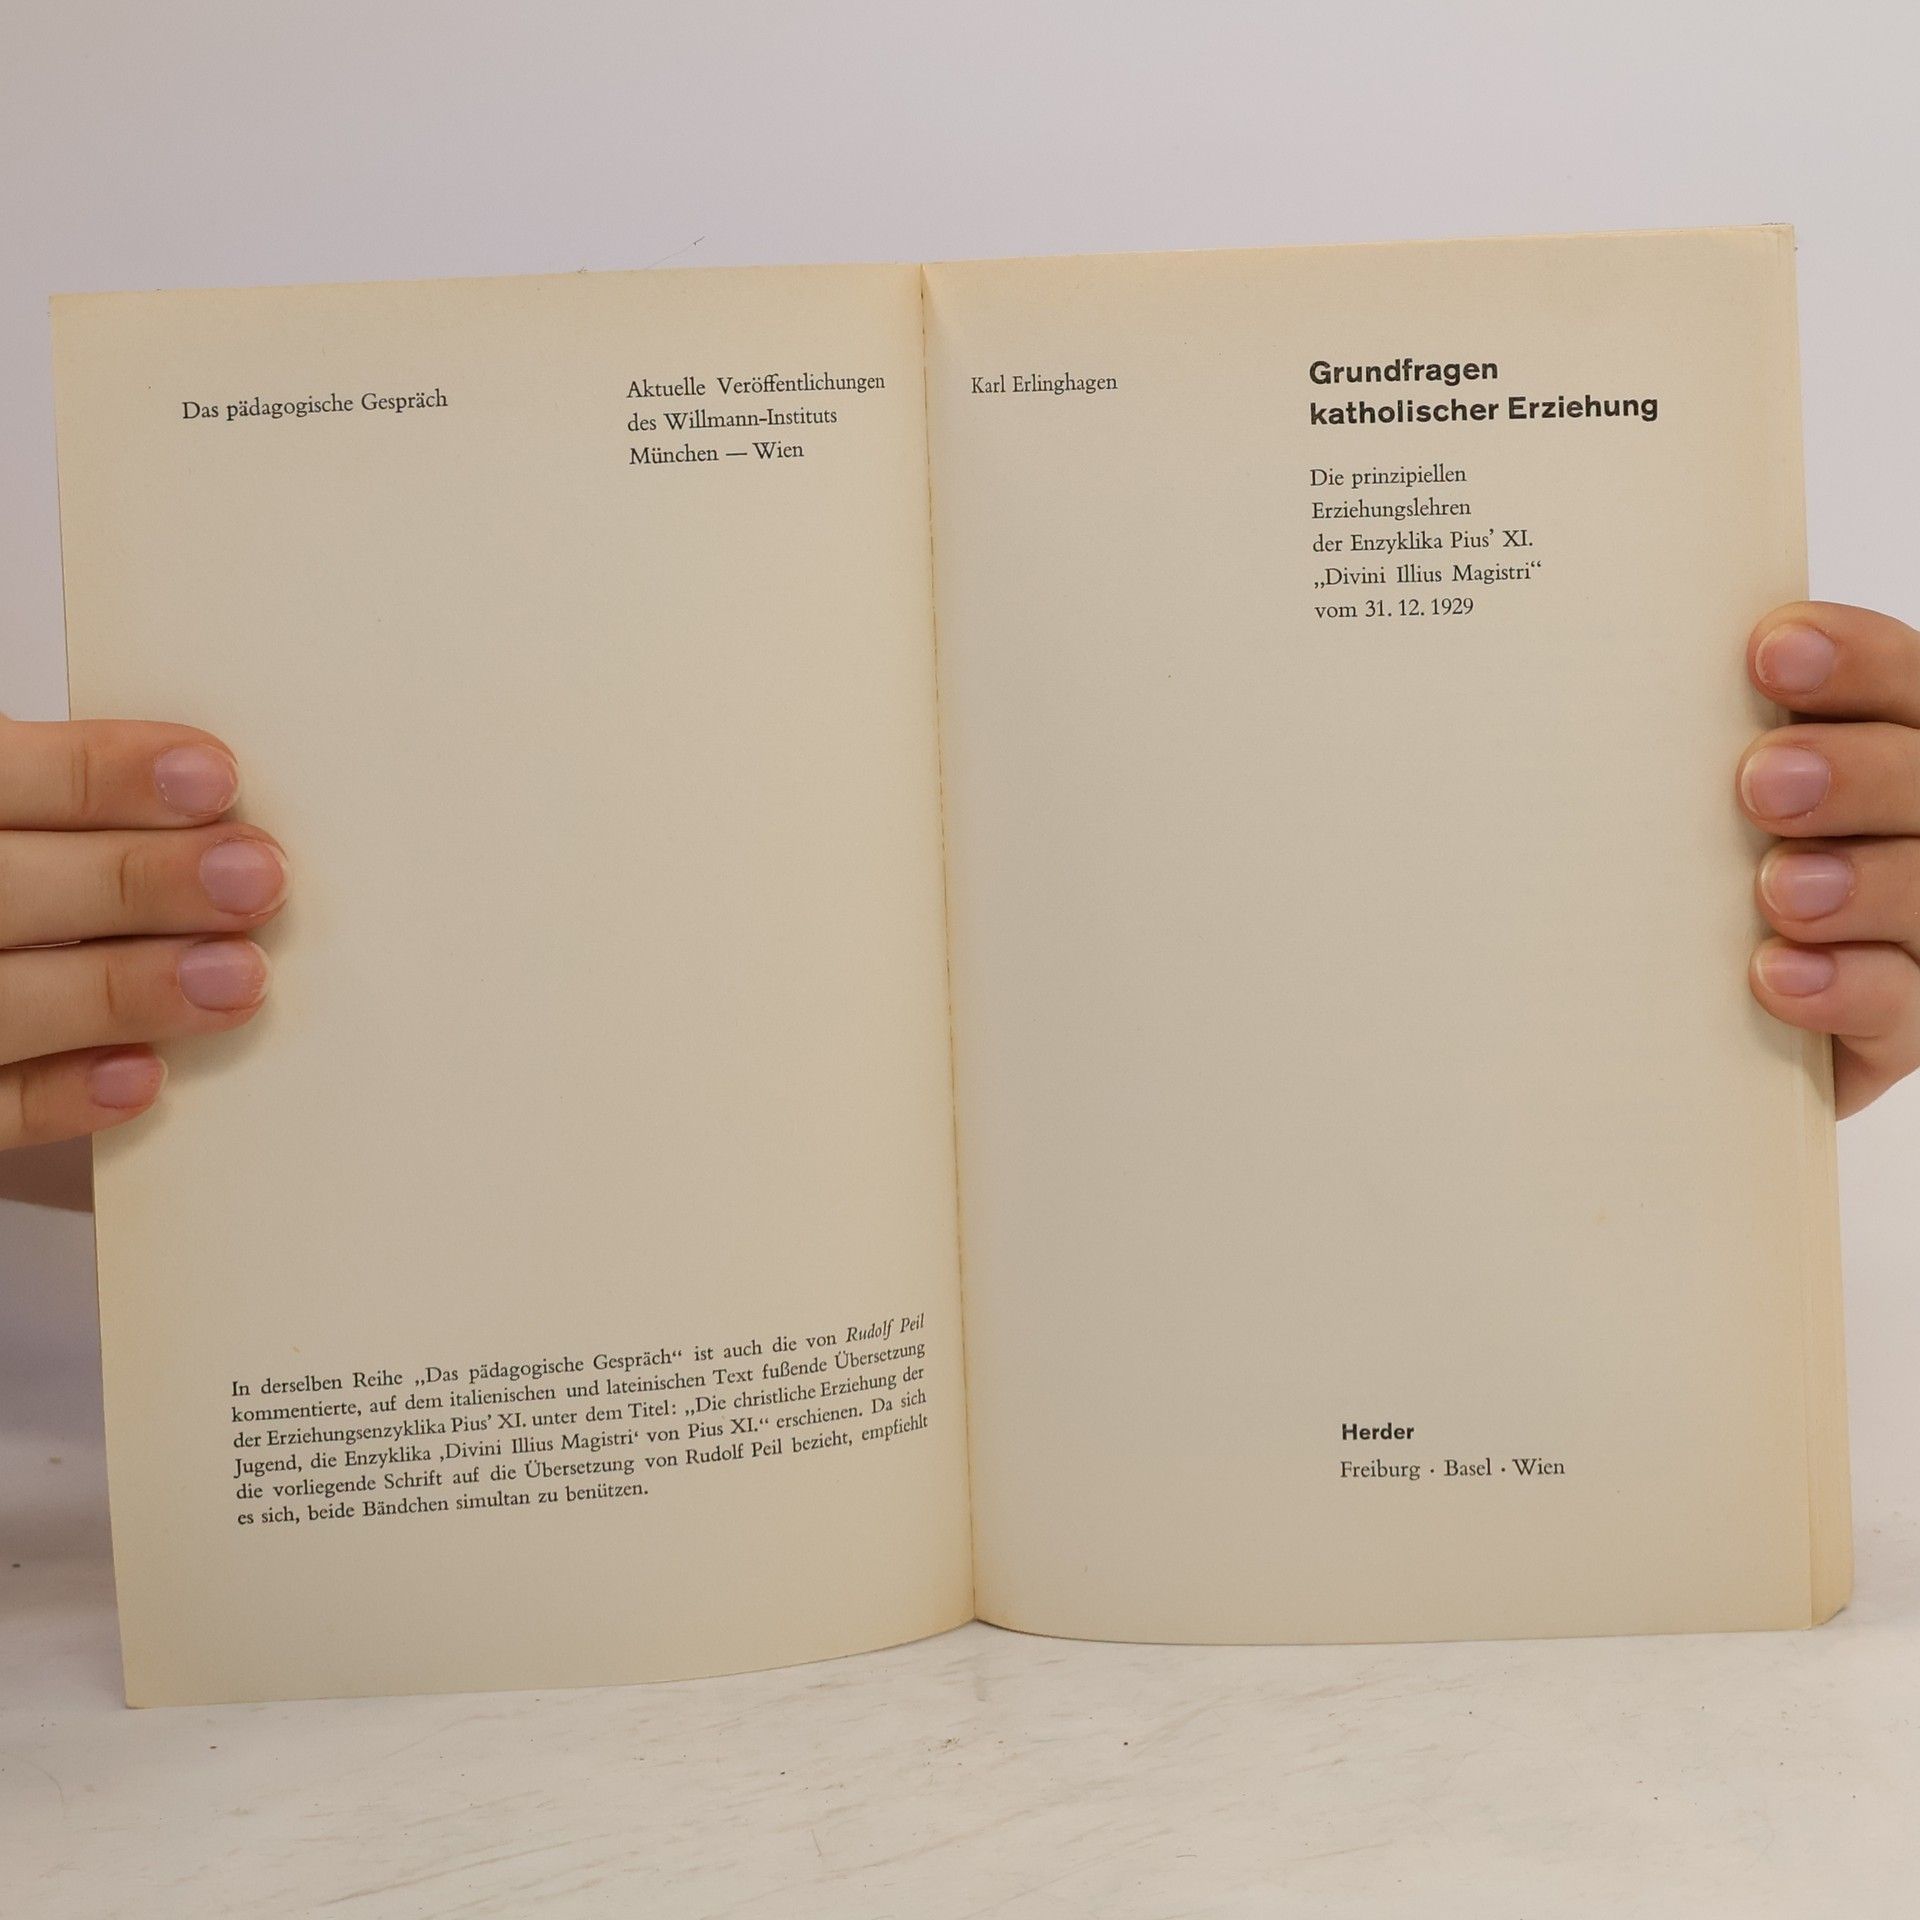 Das pädagogische Gespräch
Aktuelle Veröffentlichungen
des Willmann-Instituts
München — Wien
In derselben Reihe „Das pädagogische Gespräch“ ist auch die von Rudolf Peil
kommentierte, auf dem italienischen und lateinischen Text fußende Übersetzung
der Erziehungsenzyklika Pius’ XI. unter dem Titel: „Die christliche Erziehung der
Jugend, die Enzyklika ‚Divini Illius Magistri‘ von Pius XI.“ erschienen. Da sich
die vorliegende Schrift auf die Übersetzung von Rudolf Peil bezieht, empfiehlt
es sich, beide Bändchen simultan zu benützen.
Karl Erlinghagen
Grundfragen
katholischer Erziehung
Die prinzipiellen
Erziehungslehren
der Enzyklika Pius’ XI.
„Divini Illius Magistri“
vom 31. 12. 1929
Herder
Freiburg · Basel · Wien